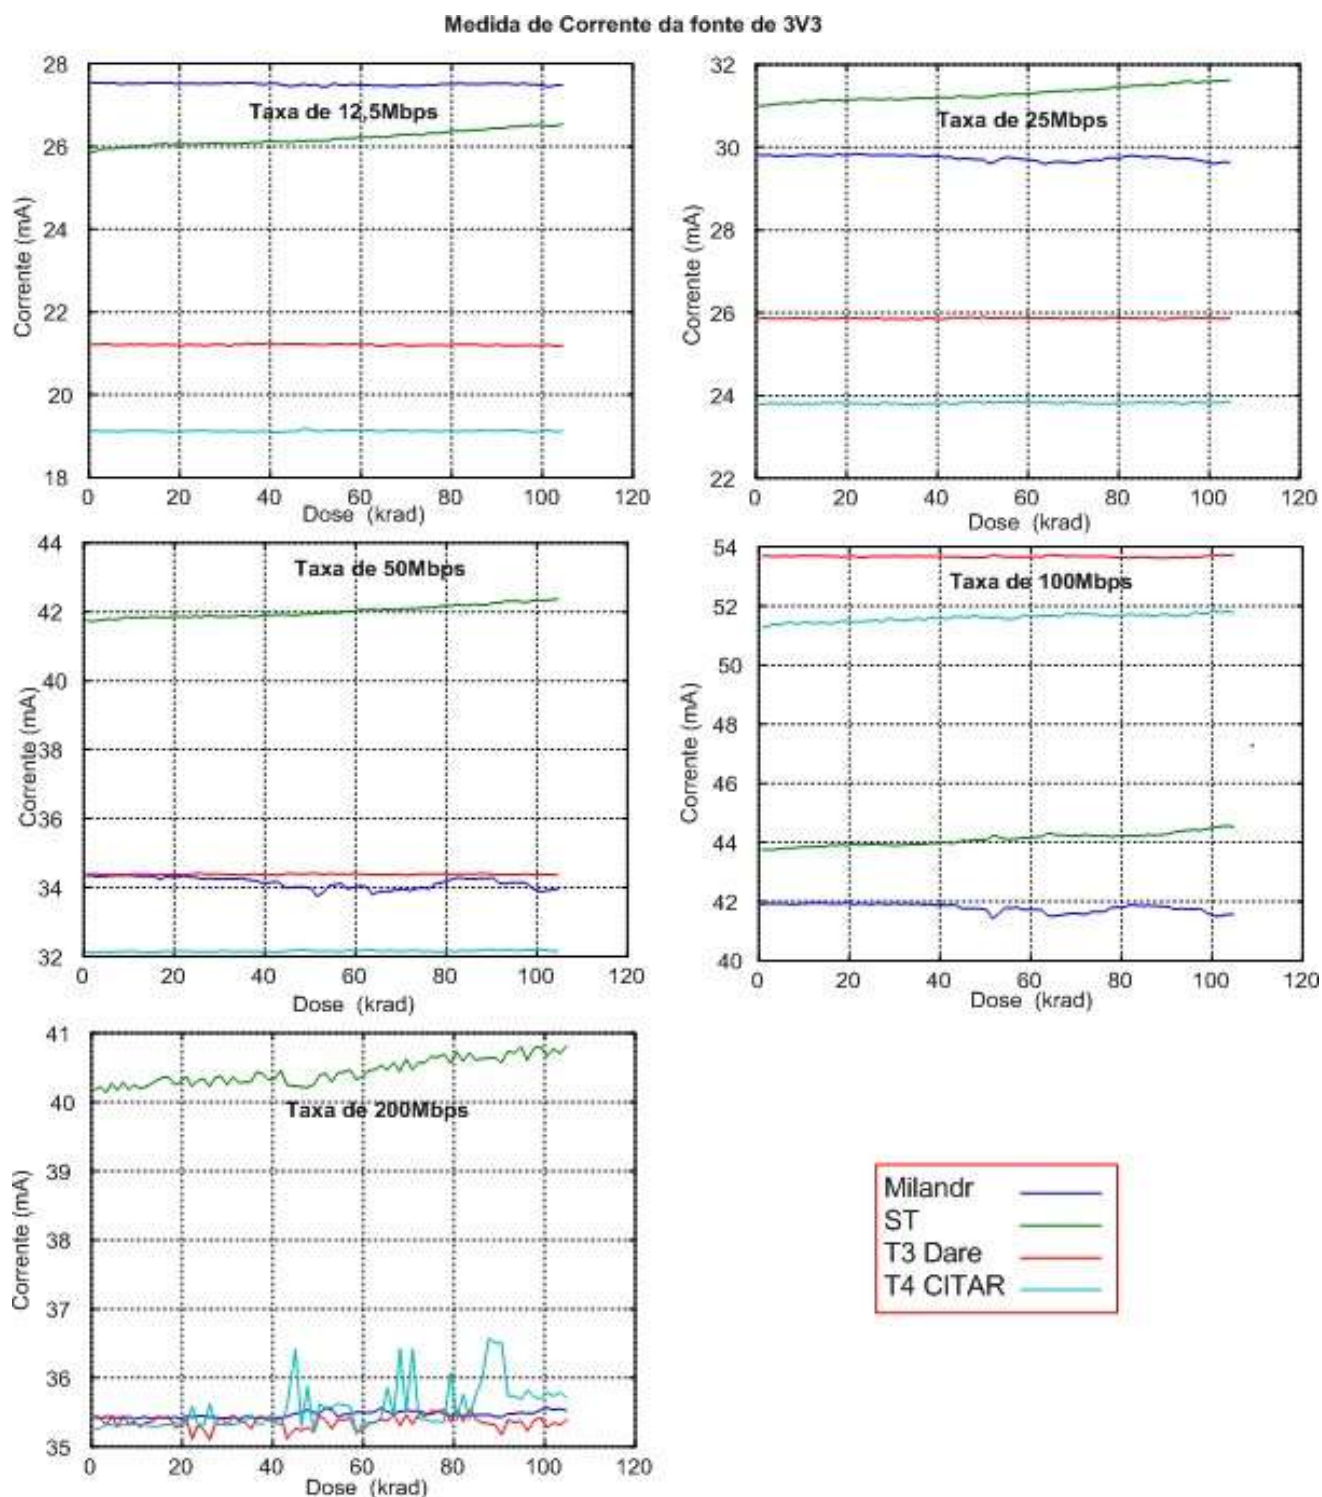 Medida de Corrente da fonte de 3V3
28
26
24
22
20
18
Corrente (mA)
Taxa de 12,5Mbps
0 20 40 60 80 100 120
Dose (krad)
32
30
28
26
24
22
Corrente (mA)
Taxa de 25Mbps
0 20 40 60 80 100 120
Dose (krad)
44
42
40
38
36
34
32
Corrente (mA)
Taxa de 50Mbps
0 20 40 60 80 100 120
Dose (krad)
54
52
50
48
46
44
42
40
Corrente (mA)
Taxa de 100Mbps
0 20 40 60 80 100 120
Dose (krad)
41
40
39
38
37
36
35
Corrente (mA)
Taxa de 200Mbps
0 20 40 60 80 100 120
Dose (krad)
Milandr
ST
T3 Dare
T4 CITAR